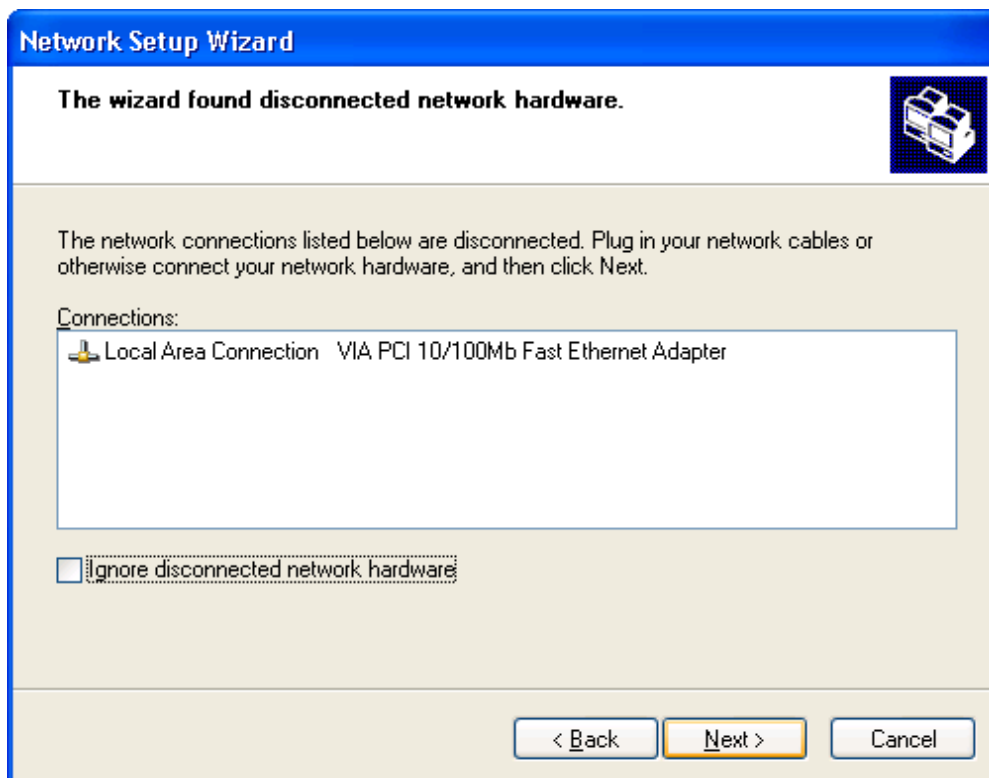 Network Setup Wizard
The wizard found disconnected network hardware.
The network connections listed below are disconnected. Plug in your network cables or
otherwise connect your network hardware, and then click Next.
Connections:
Local Area Connection VIA PCI 10/100Mb Fast Ethernet Adapter
Ignore disconnected network hardware
< Back Next > Cancel